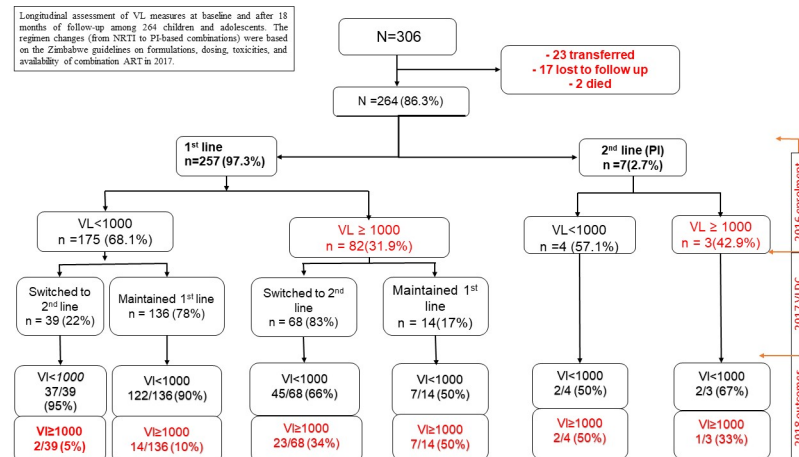 Longitudinal assessment of VL measures at baseline and after 18
months of follow-up among 264 children and adolescents. The
regimen changes (from NRTI to PI-based combinations) were based
on the Zimbabwe guidelines on formulations, dosing, toxicities, and
availability of combination ART in 2017.
N=306
- 23 transferred
- 17 lost to follow up
- 2 died
N =264 (86.3%)
1st line
n=257 (97.3%)
2nd line (PI)
n =7(2.7%)
VL<1000
n =175 (68.1%)
VL ≥ 1000
n = 82(31.9%)
VL<1000
n =4 (57.1%)
VL ≥ 1000
n = 3(42.9%)
Switched to
2nd line
n = 39 (22%)
Maintained 1st line
n = 136 (78%)
Switched to 2nd
line
n = 68 (83%)
Maintained 1st
line
n = 14(17%)
Vl<1000
37/39
(95%)
Vl<1000
122/136(90%)
Vl<1000
45/68 (66%)
Vl<1000
7/14 (50%)
Vl<1000
2/4 (50%)
Vl<1000
2/3 (67%)
Vl≥1000
2/39 (5%)
Vl≥1000
14/136(10%)
Vl≥1000
23/68 (34%)
Vl≥1000
7/14(50%)
Vl≥1000
2/4 (50%)
Vl≥1000
1/3 (33%)
2016 enrolment
2017
2018 outcomes